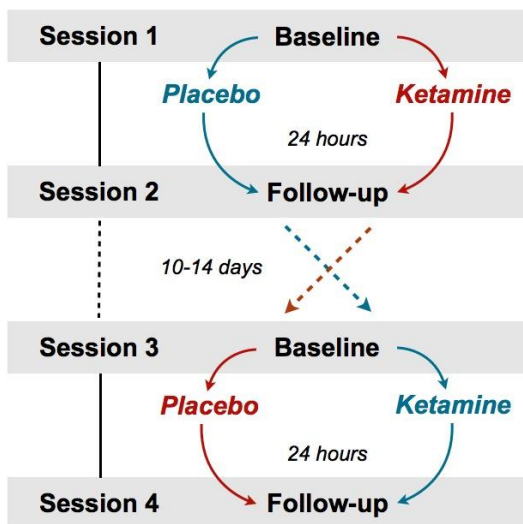 Session 1 Baseline
Placebo Ketamine
24 hours
Session 2 Follow-up
10-14 days
Session 3 Baseline
Placebo Ketamine
24 hours
Session 4 Follow-up